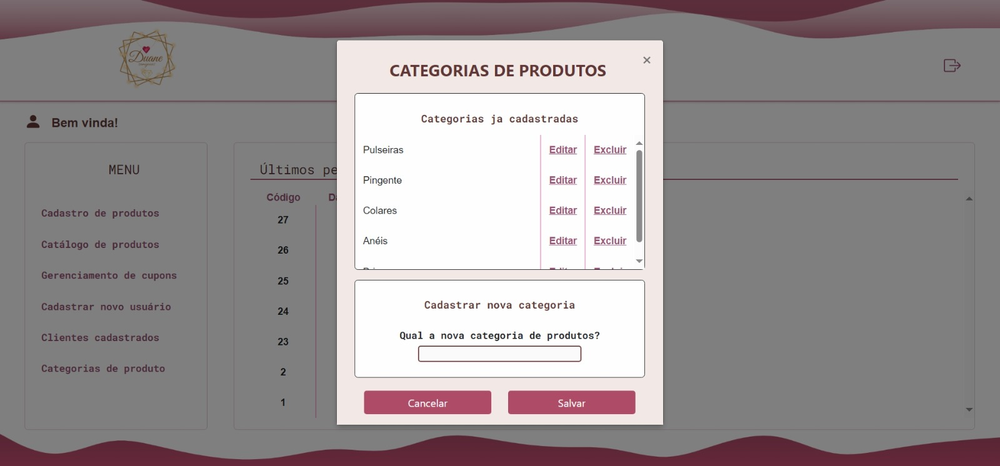 Duane
CATEGORIAS DE PRODUTOS
×
Categorias ja cadastradas
Pulseiras Editar Excluir
Pingente Editar Excluir
Colares Editar Excluir
Anéis Editar Excluir
Editar Excluir
Cadastrar nova categoria
Qual a nova categoria de produtos?
Cancelar Salvar
Bem vinda!
MENU
Cadastro de produtos
Catálogo de produtos
Gerenciamento de cupons
Cadastrar novo usuário
Clientes cadastrados
Categorias de produto
Últimos pe
Código Da
27
26
25
24
23
2
1